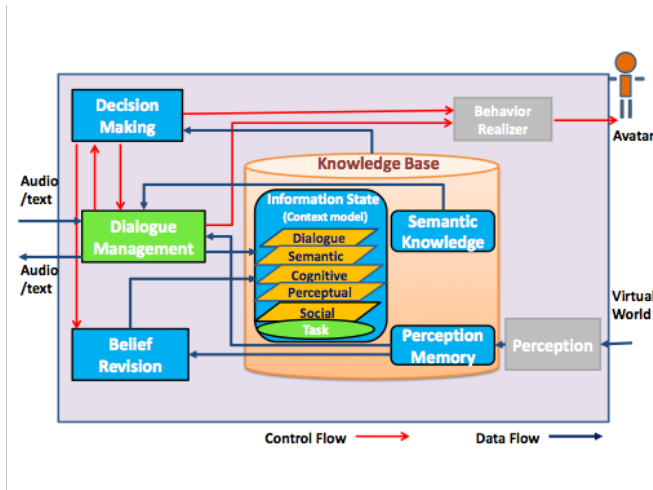 Decision
Making
Behavior
Realizer
Avatar
Knowledge Base
Audio
/text
Information State
(Context model)
Dialogue
Semantic
Cognitive
Perceptual
Social
Task
Semantic
Knowledge
Dialogue
Management
Audio
/text
Virtual
World
Belief
Revision
Perception
Memory
Perception
Control Flow
Data Flow